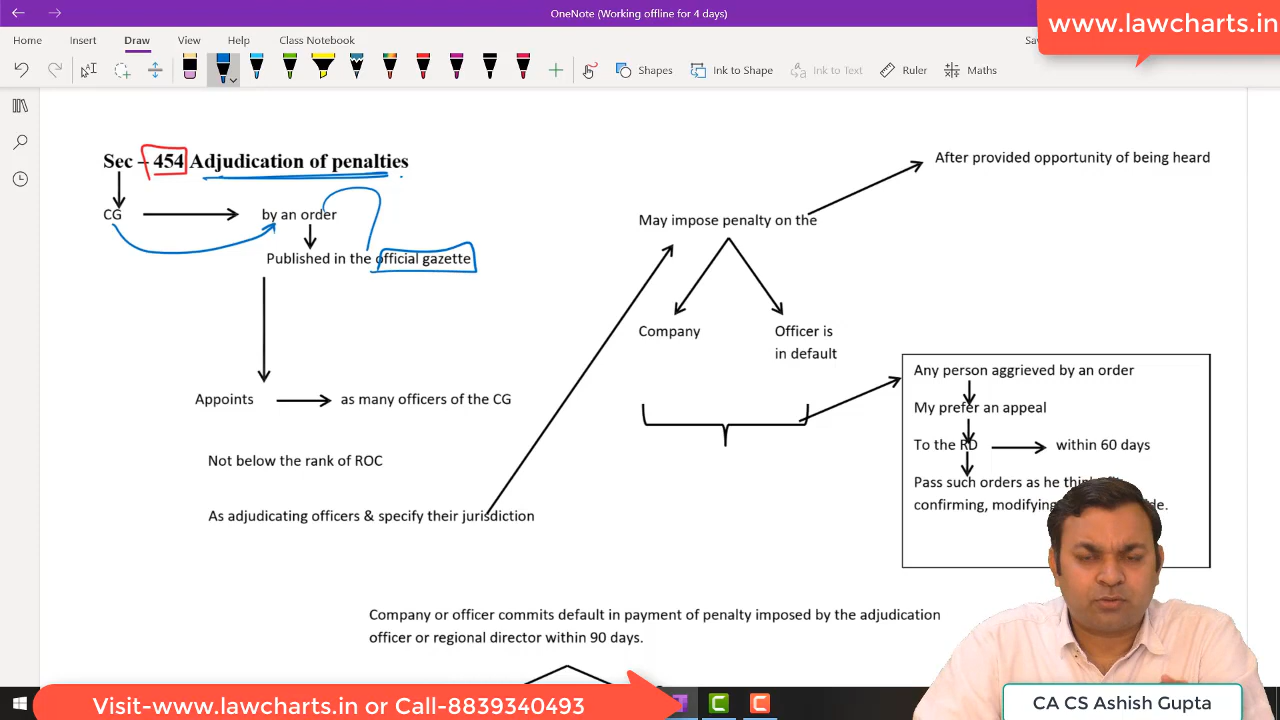 OneNote (Working offline for 4 days)
www.lawcharts.in
Home Insert Draw View Help Class Notebook
Shapes Ink to Shape Ink to Text Ruler Maths
Sec – 454 Adjudication of penalties
CG by an order
Published in the official gazette
Appoints as many officers of the CG
Not below the rank of ROC
As adjudicating officers & specify their jurisdiction
After provided opportunity of being heard
May impose penalty on the
Company
Officer is
in default
Any person aggrieved by an order
My prefer an appeal
To the RD within 60 days
Pass such orders as he
confirming, modifying
Company or officer commits default in payment of penalty imposed by the adjudication
officer or regional director within 90 days.
Visit-www.lawcharts.in or Call-8839340493
CA CS Ashish Gupta